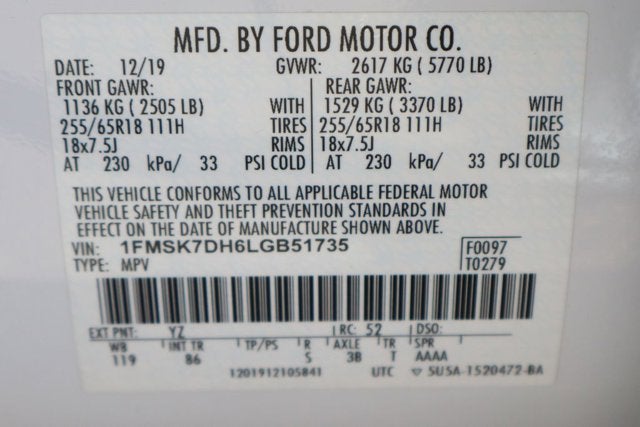 MFD. BY FORD MOTOR CO.
DATE: 12/19 GVWR: 2617 KG ( 5770 LB)
FRONT GAWR: REAR GAWR:
1136 KG ( 2505 LB) WITH 1529 KG ( 3370 LB) WITH
255/65R18 111H TIRES 255/65R18 111H TIRES
18x7.5J RIMS 18x7.5J RIMS
AT 230 kPa/ 33 PSI COLD AT 230 kPa/ 33 PSI COLD
THIS VEHICLE CONFORMS TO ALL APPLICABLE FEDERAL MOTOR
VEHICLE SAFETY AND THEFT PREVENTION STANDARDS IN
EFFECT ON THE DATE OF MANUFACTURE SHOWN ABOVE.
VIN: 1FMSK7DH6LGB51735 F0097
TYPE: MPV T0279
EXT PNT: YZ RC: 52 DSO:
WB INT TR TP/PS R AXLE TR SPR
119 86 S 3B T AAAA
1201912105841 UTC ▽ 5U5A-1520472-BA